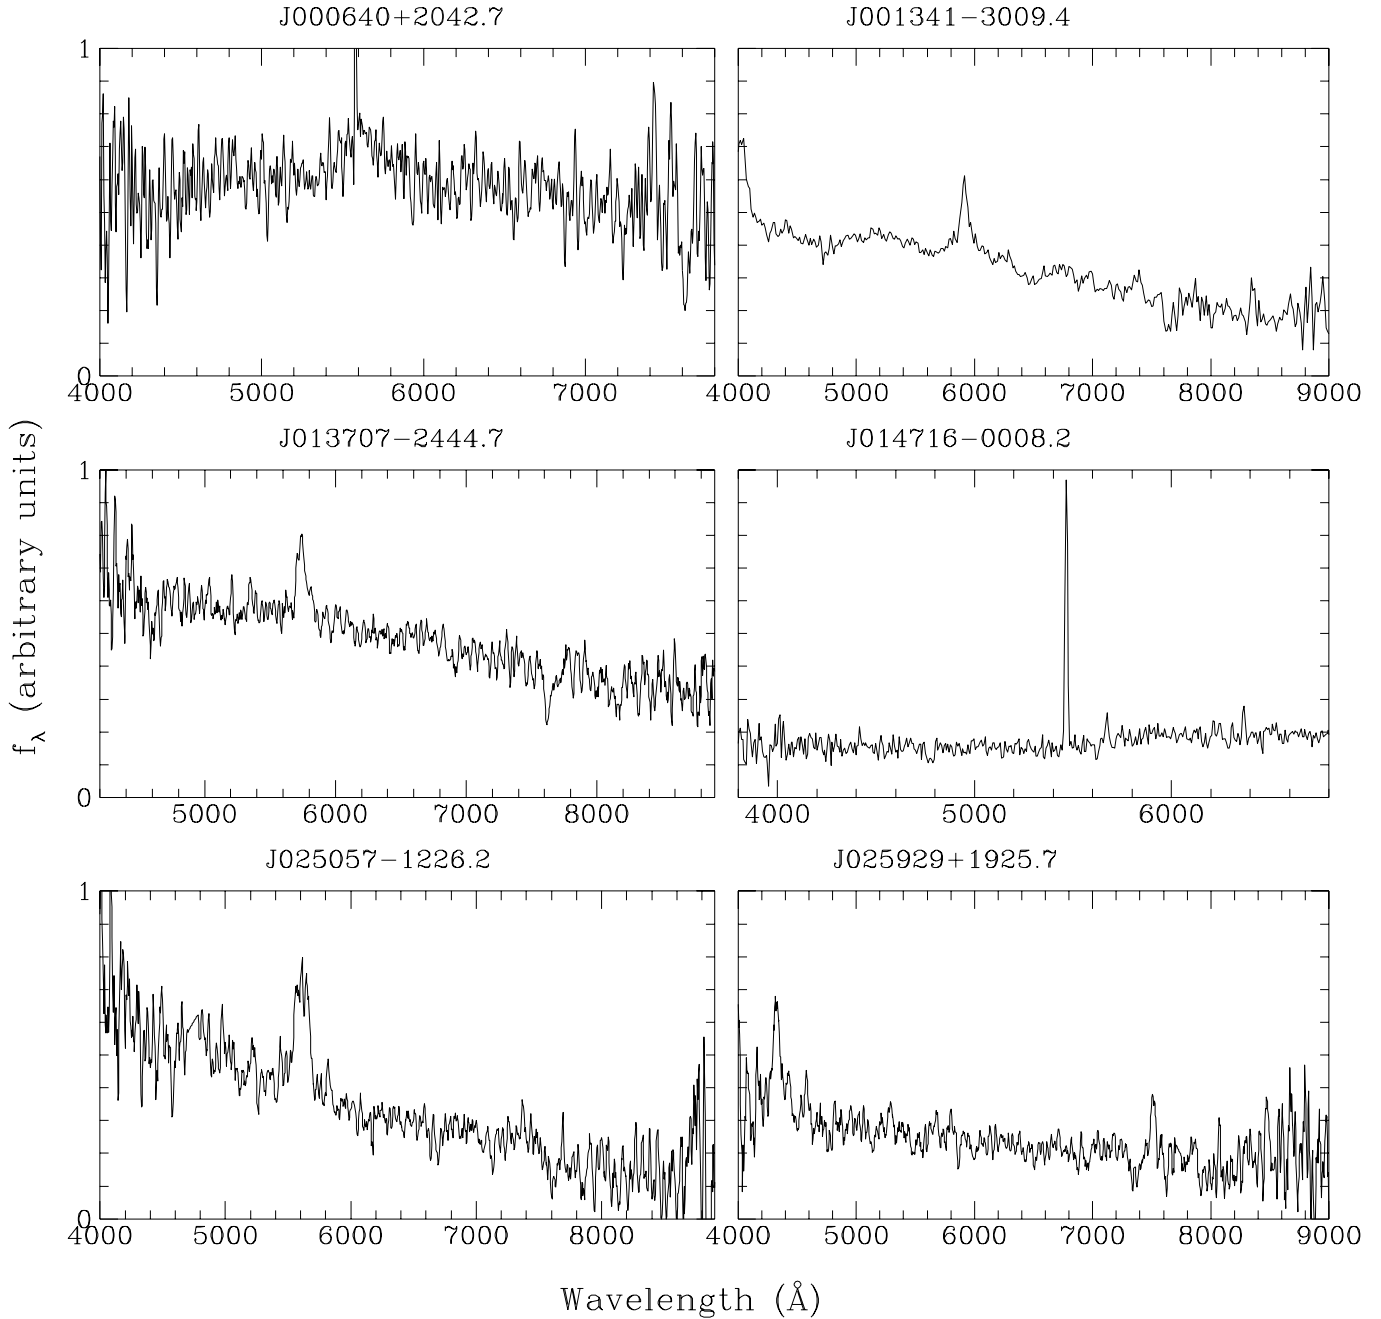 J000640+2042.7 J001341−3009.4
1
0
4000 5000 6000 7000 4000 5000 6000 7000 8000 9000
J013707−2444.7 J014716−0008.2
1
0
5000 6000 7000 8000 4000 5000 6000
J025057−1226.2 J025929+1925.7
1
0
4000 5000 6000 7000 8000 4000 5000 6000 7000 8000 9000
fλ (arbitrary units)
Wavelength (Å)